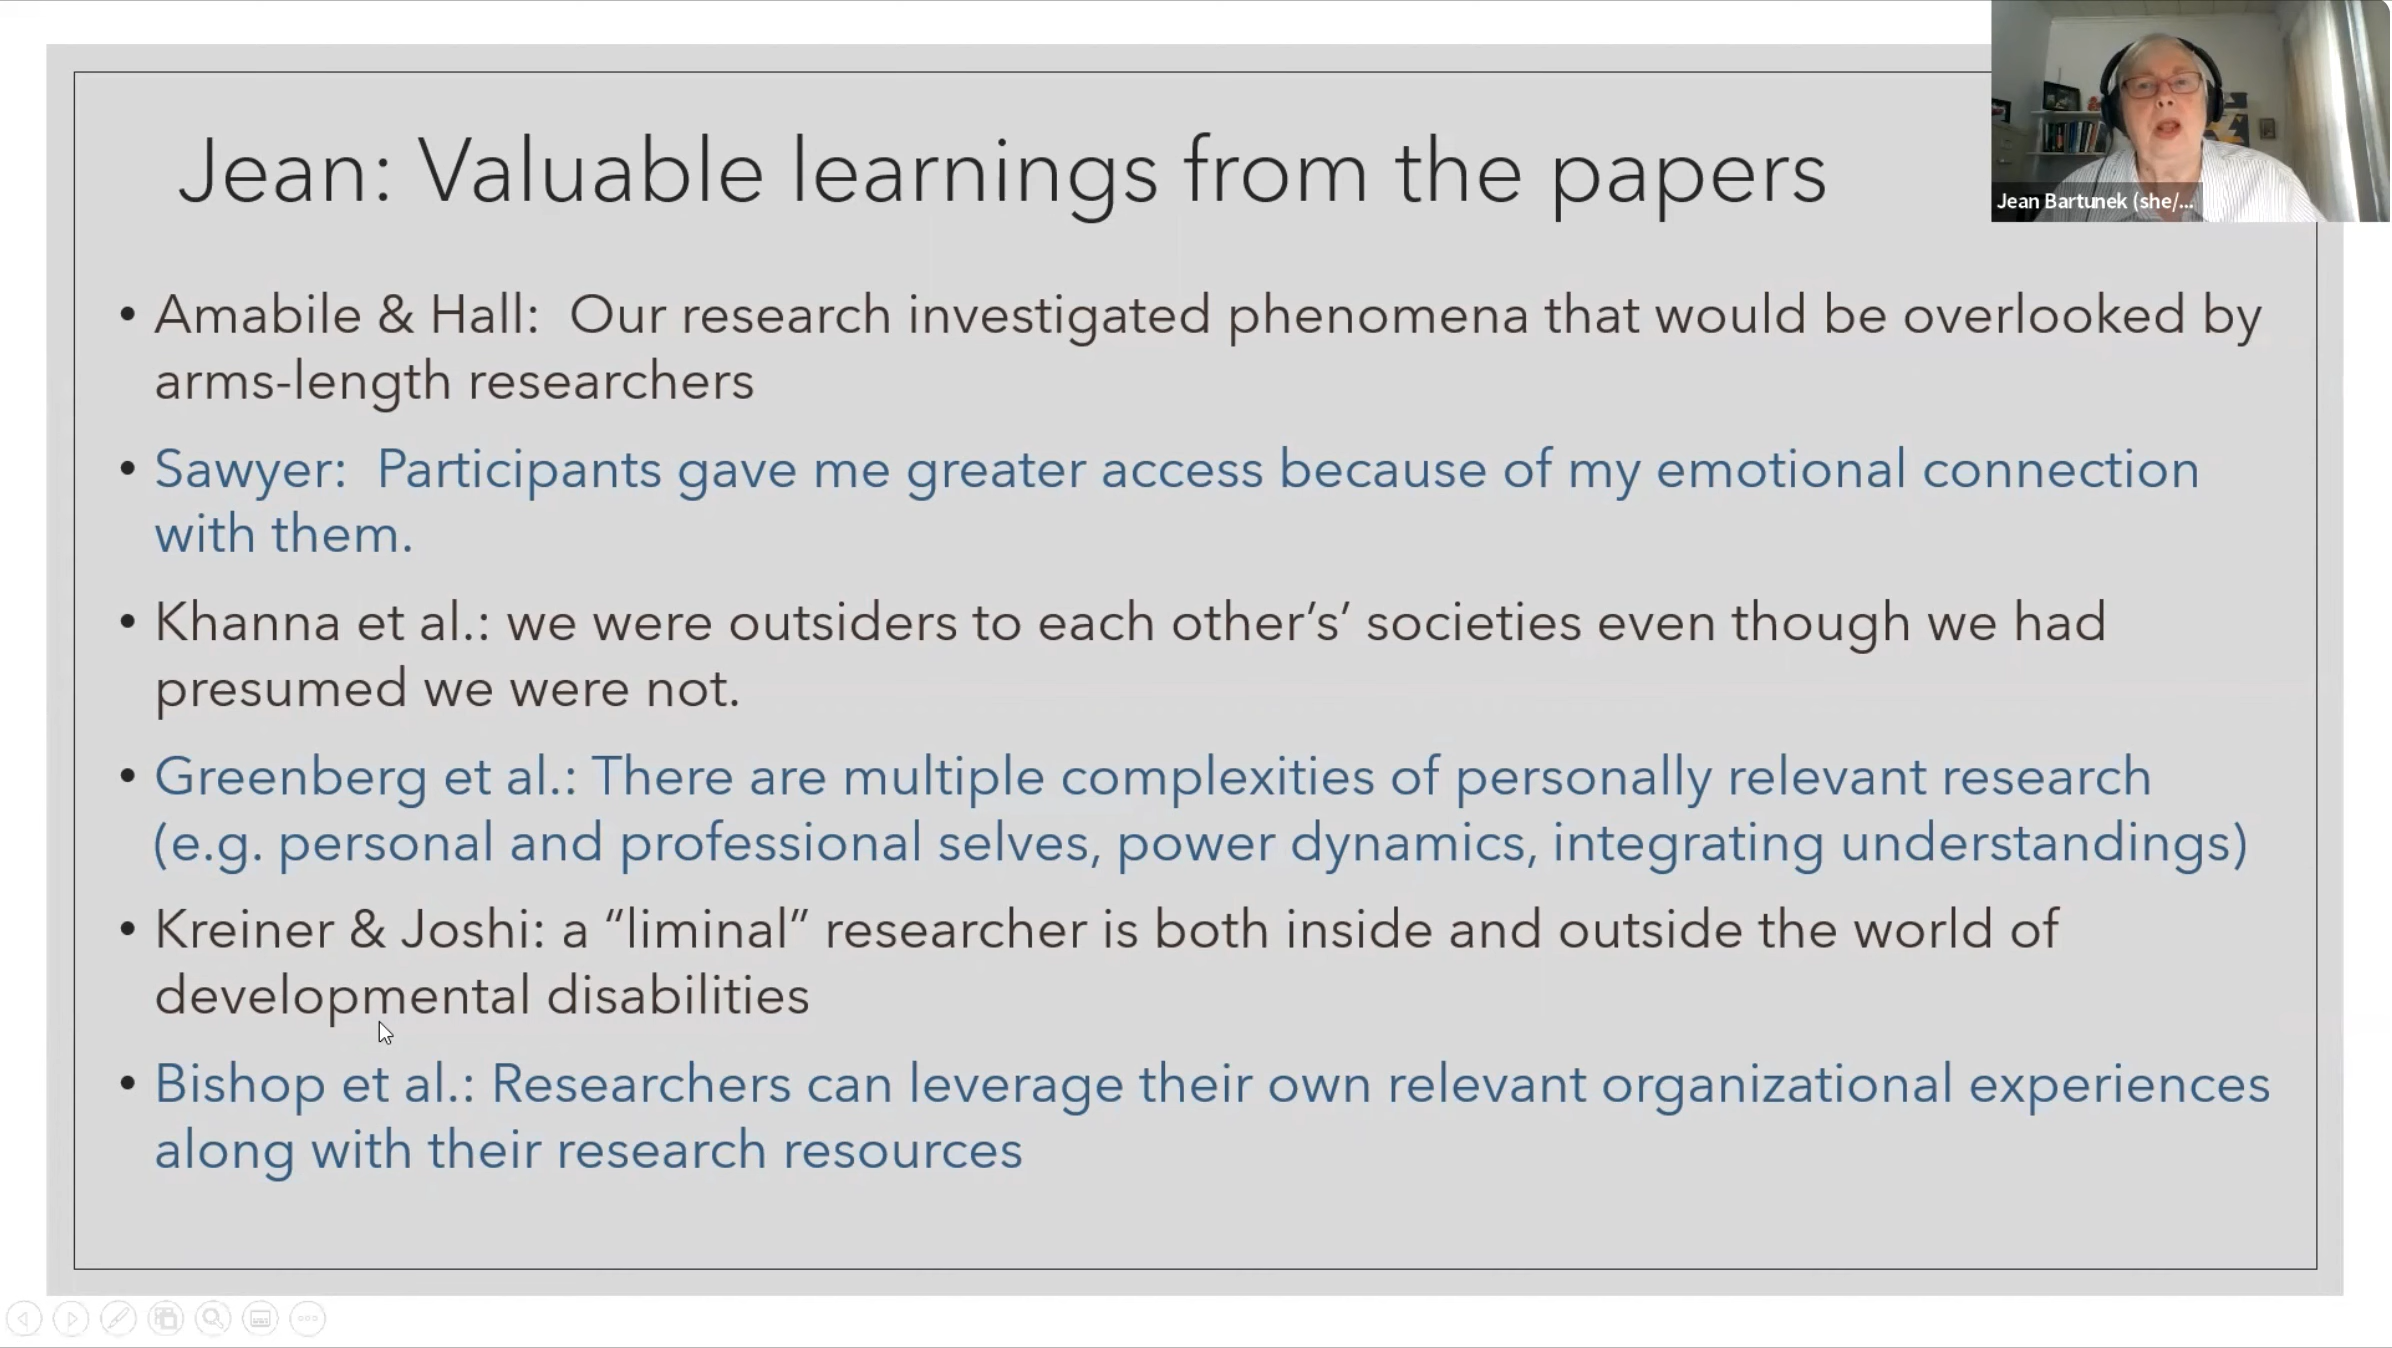 Jean: Valuable learnings from the papers
Jean Bartunek (she/...
• Amabile & Hall:  Our research investigated phenomena that would be overlooked by
arms-length researchers
• Sawyer:  Participants gave me greater access because of my emotional connection
with them.
• Khanna et al.: we were outsiders to each other’s’ societies even though we had
presumed we were not.
• Greenberg et al.: There are multiple complexities of personally relevant research
(e.g. personal and professional selves, power dynamics, integrating understandings)
• Kreiner & Joshi: a “liminal” researcher is both inside and outside the world of
developmental disabilities
• Bishop et al.: Researchers can leverage their own relevant organizational experiences
along with their research resources